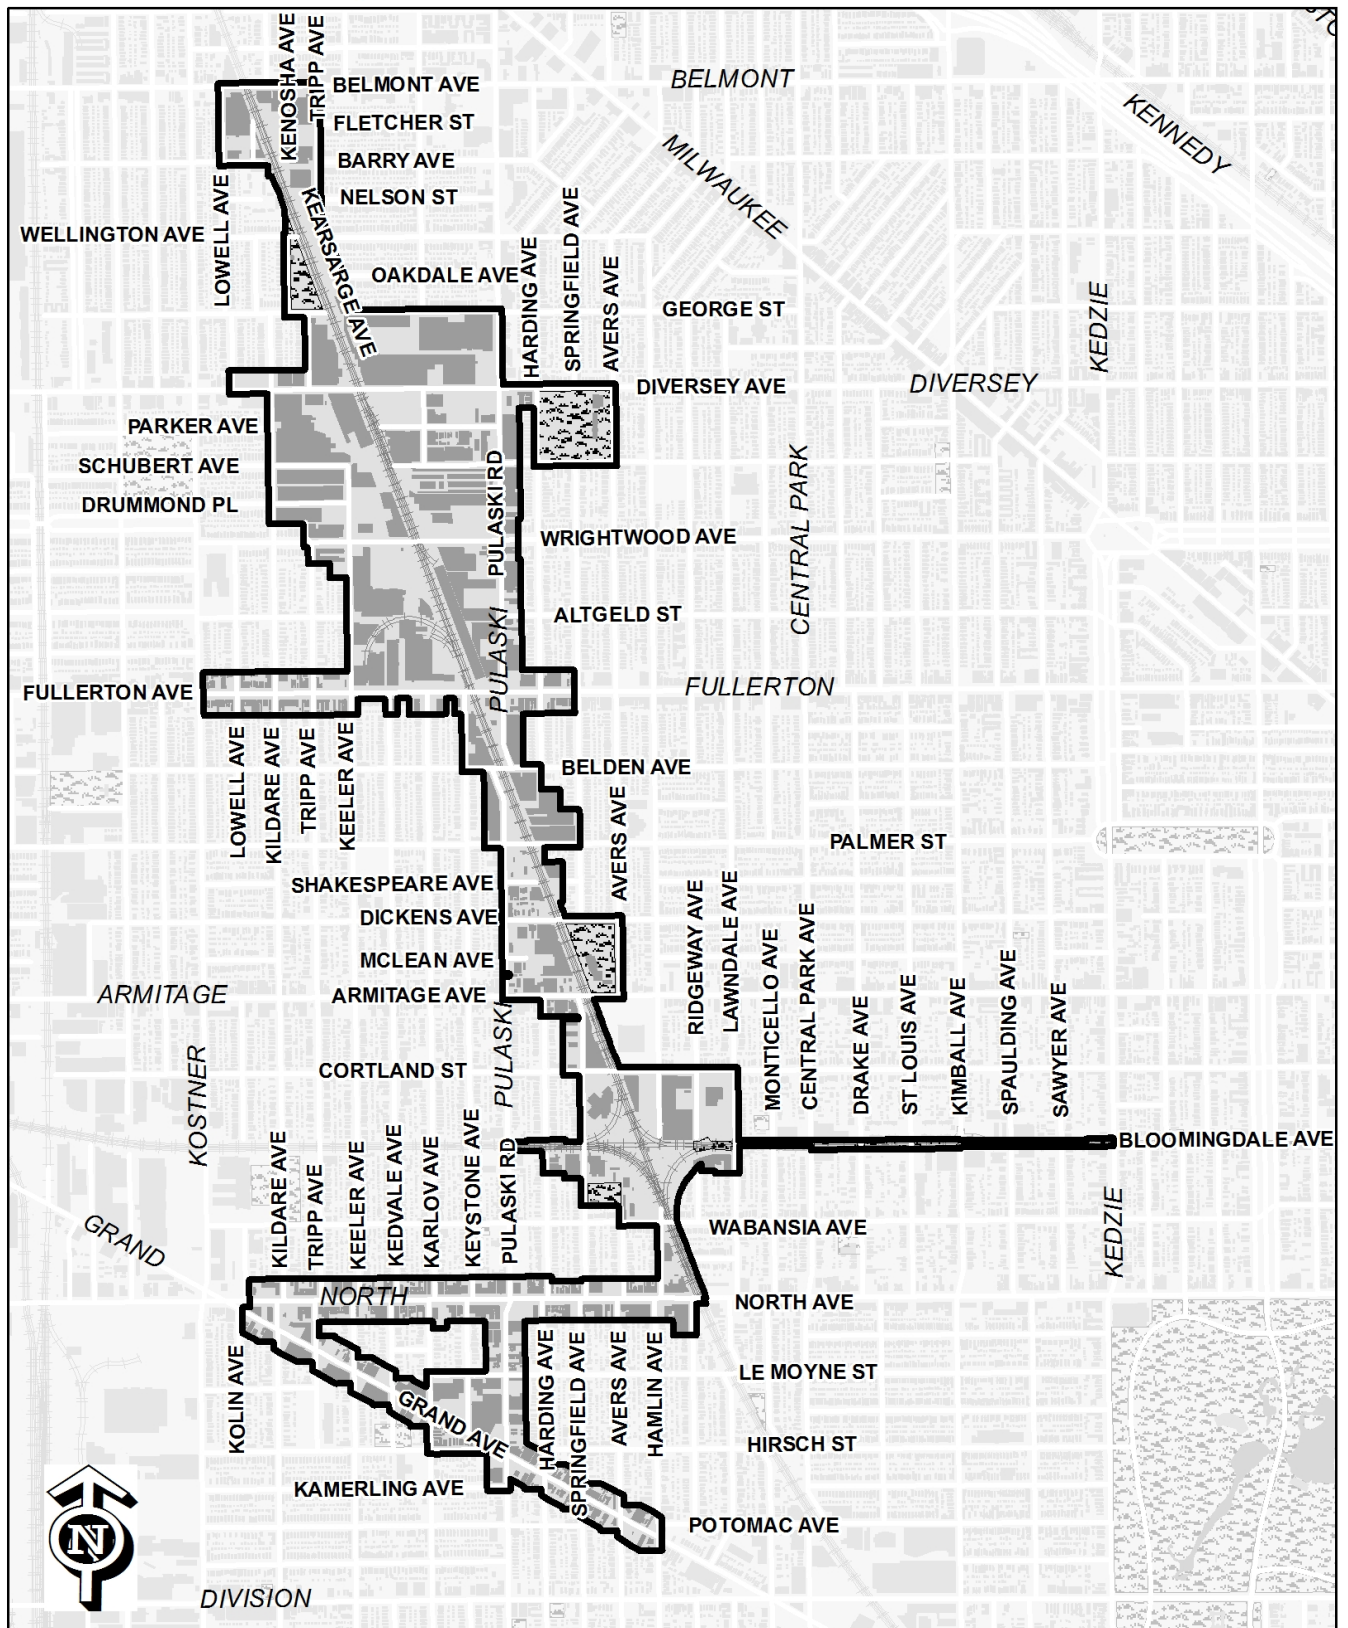 KENOSHA AVE
TRIPP AVE
BELMONT AVE
BELMONT
FLETCHER ST
KENNEDY
BARRY AVE
MILWAUKEE
NELSON ST
LOWELL AVE
KEARSARGE AVE
WELLINGTON AVE
OAKDALE AVE
HARDING AVE
SPRINGFIELD AVE
AVERS AVE
GEORGE ST
KEDZIE
DIVERSEY AVE
DIVERSEY
PARKER AVE
SCHUBERT AVE
DRUMMOND PL
PULASKI RD
WRIGHTWOOD AVE
CENTRAL PARK
ALTGELD ST
PULASKI
FULLERTON AVE
FULLERTON
LOWELL AVE
KILDARE AVE
TRIPP AVE
KEELER AVE
BELDEN AVE
AVERS AVE
PALMER ST
SHAKESPEARE AVE
DICKENS AVE
MCLEAN AVE
ARMITAGE
ARMITAGE AVE
PULASKI
RIDGEWAY AVE
LAWNDALE AVE
MONTICELLO AVE
CENTRAL PARK AVE
DRAKE AVE
ST LOUIS AVE
KIMBALL AVE
SPAULDING AVE
SAWYER AVE
KOSTNER
CORTLAND ST
BLOOMINGDALE AVE
KILDARE AVE
TRIPP AVE
KEELER AVE
KEDVALE AVE
KARLOV AVE
KEYSTONE AVE
PULASKI RD
GRAND
WABANSIA AVE
KEDZIE
NORTH
NORTH AVE
KOLIN AVE
HARDING AVE
SPRINGFIELD AVE
AVERS AVE
HAMLIN AVE
LE MOYNE ST
GRAND AVE
HIRSCH ST
KAMERLING AVE
POTOMAC AVE
N
DIVISION